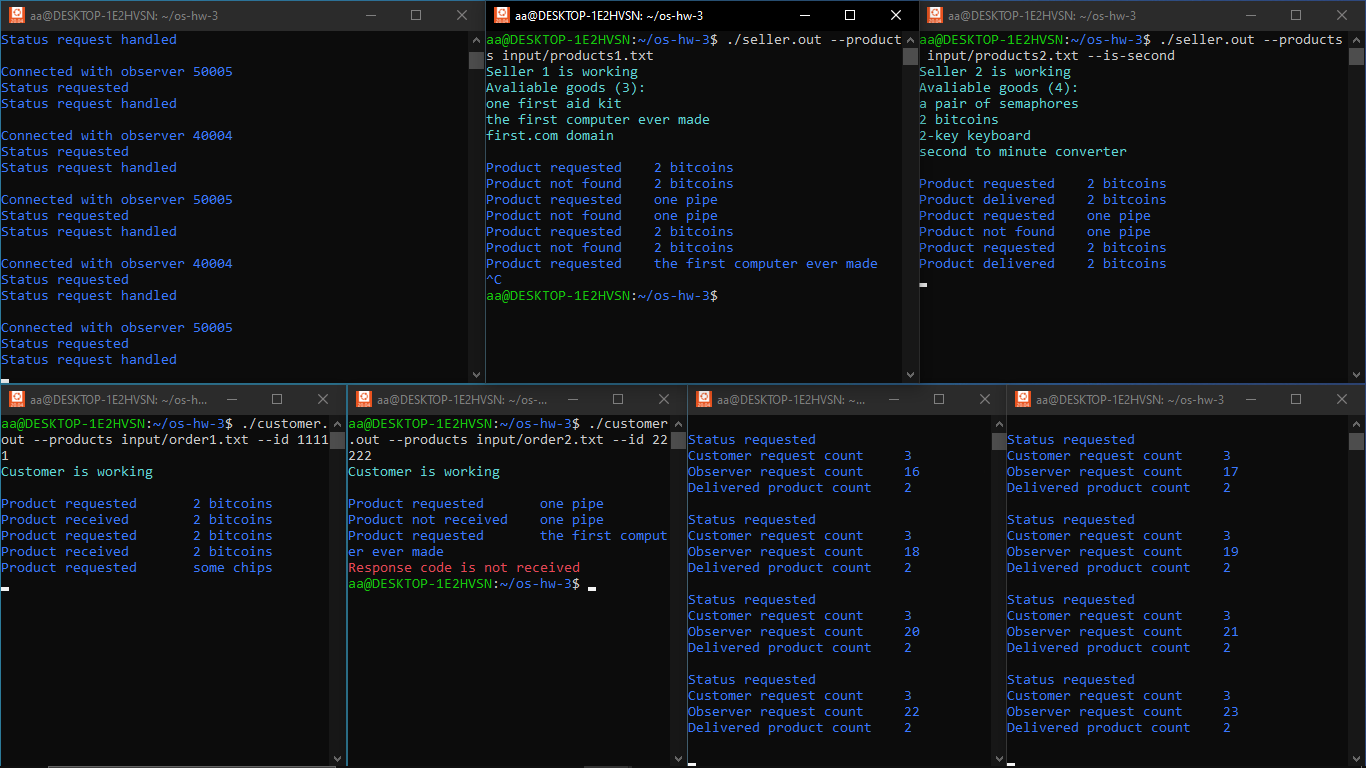 aa@DESKTOP-1E2HVSN: ~/os-hw-3
Status request handled
Connected with observer 50005
Status requested
Status request handled
Connected with observer 40004
Status requested
Status request handled
Connected with observer 50005
Status requested
Status request handled
Connected with observer 40004
Status requested
Status request handled
Connected with observer 50005
Status requested
Status request handled
aa@DESKTOP-1E2HVSN: ~/os-hw-3
aa@DESKTOP-1E2HVSN:~/os-hw-3$ ./seller.out --product
s input/products1.txt
Seller 1 is working
Avaliable goods (3):
one first aid kit
the first computer ever made
first.com domain
Product requested    2 bitcoins
Product not found    2 bitcoins
Product requested    one pipe
Product not found    one pipe
Product requested    2 bitcoins
Product not found    2 bitcoins
Product requested    the first computer ever made
^C
aa@DESKTOP-1E2HVSN:~/os-hw-3$
aa@DESKTOP-1E2HVSN: ~/os-hw-3
aa@DESKTOP-1E2HVSN:~/os-hw-3$ ./seller.out --products
 input/products2.txt --is-second
Seller 2 is working
Avaliable goods (4):
a pair of semaphores
2 bitcoins
2-key keyboard
second to minute converter
Product requested    2 bitcoins
Product delivered    2 bitcoins
Product requested    one pipe
Product not found    one pipe
Product requested    2 bitcoins
Product delivered    2 bitcoins
aa@DESKTOP-1E2HVSN: ~/os-h...
aa@DESKTOP-1E2HVSN:~/os-hw-3$ ./customer.
out --products input/order1.txt --id 1111
1
Customer is working
Product requested       2 bitcoins
Product received        2 bitcoins
Product requested       2 bitcoins
Product received        2 bitcoins
Product requested       some chips
aa@DESKTOP-1E2HVSN: ~/os-...
aa@DESKTOP-1E2HVSN:~/os-hw-3$ ./customer
.out --products input/order2.txt --id 22
222
Customer is working
Product requested       one pipe
Product not received    one pipe
Product requested       the first comput
er ever made
Response code is not received
aa@DESKTOP-1E2HVSN:~/os-hw-3$
aa@DESKTOP-1E2HVSN: ~...
Status requested
Customer request count     3
Observer request count     16
Delivered product count    2
Status requested
Customer request count     3
Observer request count     18
Delivered product count    2
Status requested
Customer request count     3
Observer request count     20
Delivered product count    2
Status requested
Customer request count     3
Observer request count     22
Delivered product count    2
aa@DESKTOP-1E2HVSN: ~/os-hw-3
Status requested
Customer request count     3
Observer request count     17
Delivered product count    2
Status requested
Customer request count     3
Observer request count     19
Delivered product count    2
Status requested
Customer request count     3
Observer request count     21
Delivered product count    2
Status requested
Customer request count     3
Observer request count     23
Delivered product count    2